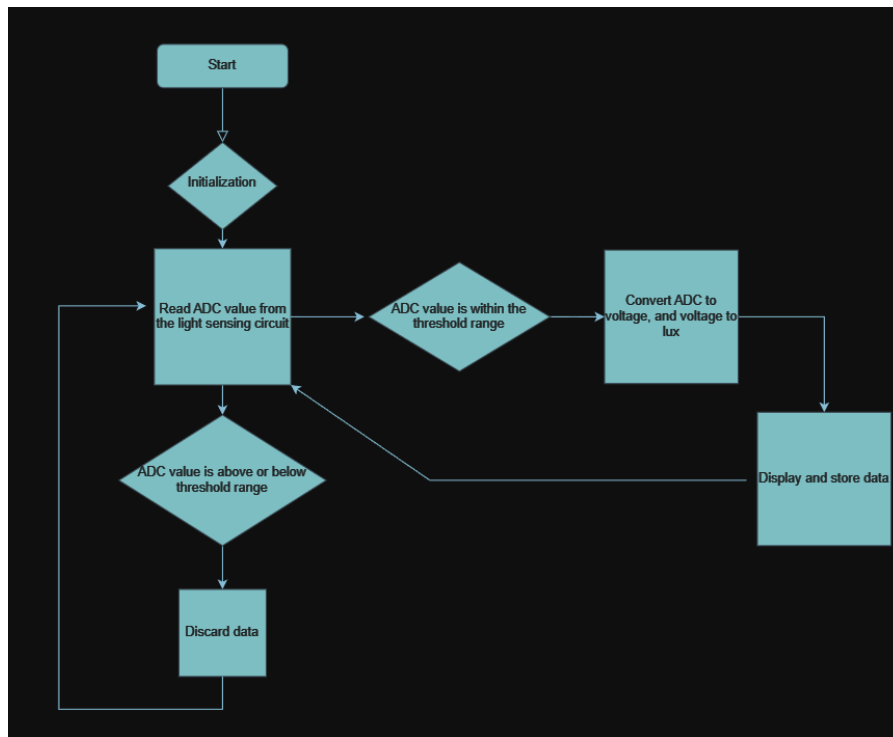 Start
Initialization
Read ADC value from
the light sensing circuit
ADC value is within the
threshold range
Convert ADC to
voltage, and voltage to
lux
ADC value is above or below
threshold range
Display and store data
Discard data